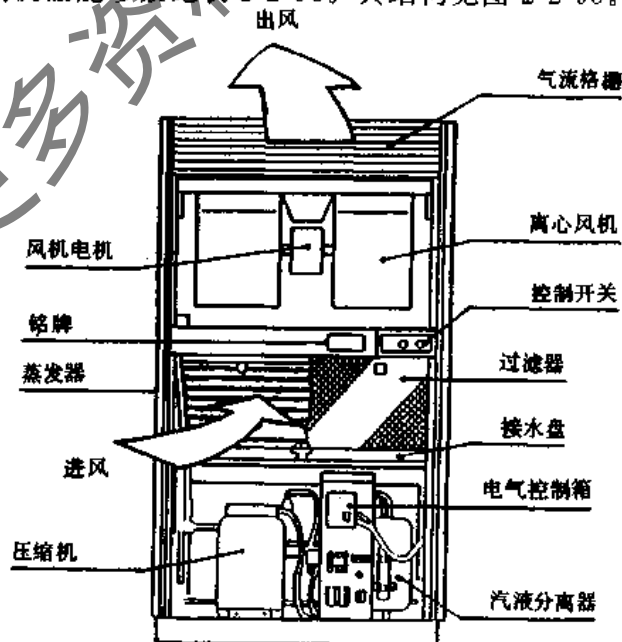 出风
气流格栅
离心风机
风机电机
控制开关
铭牌
过滤器
蒸发器
接水盘
进风
电气控制箱
压缩机
汽液分离器